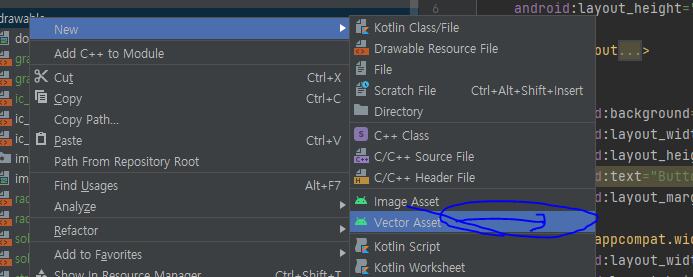 drawable
New
Add C++ to Module
Cut Ctrl+X
Copy Ctrl+C
Copy Path...
Paste Ctrl+V
Path From Repository Root
Find Usages Alt+F7
Analyze
Refactor
Add to Favorites
Show In Resource Manager Ctrl+Shift+T
do
gra
gra
ic_
ic_
ic_
im
im
rad
rad
sol
sol
Kotlin Class/File
Drawable Resource File
File
Scratch File Ctrl+Alt+Shift+Insert
Directory
C++ Class
C/C++ Source File
C/C++ Header File
Image Asset
Vector Asset
Kotlin Script
Kotlin Worksheet
6
android:layout_height="
out...>
d:background=
d:layout_widt
d:layout_heig
d:text="Butto
d:layout_marg
appcompat.wid
d:layout_widt